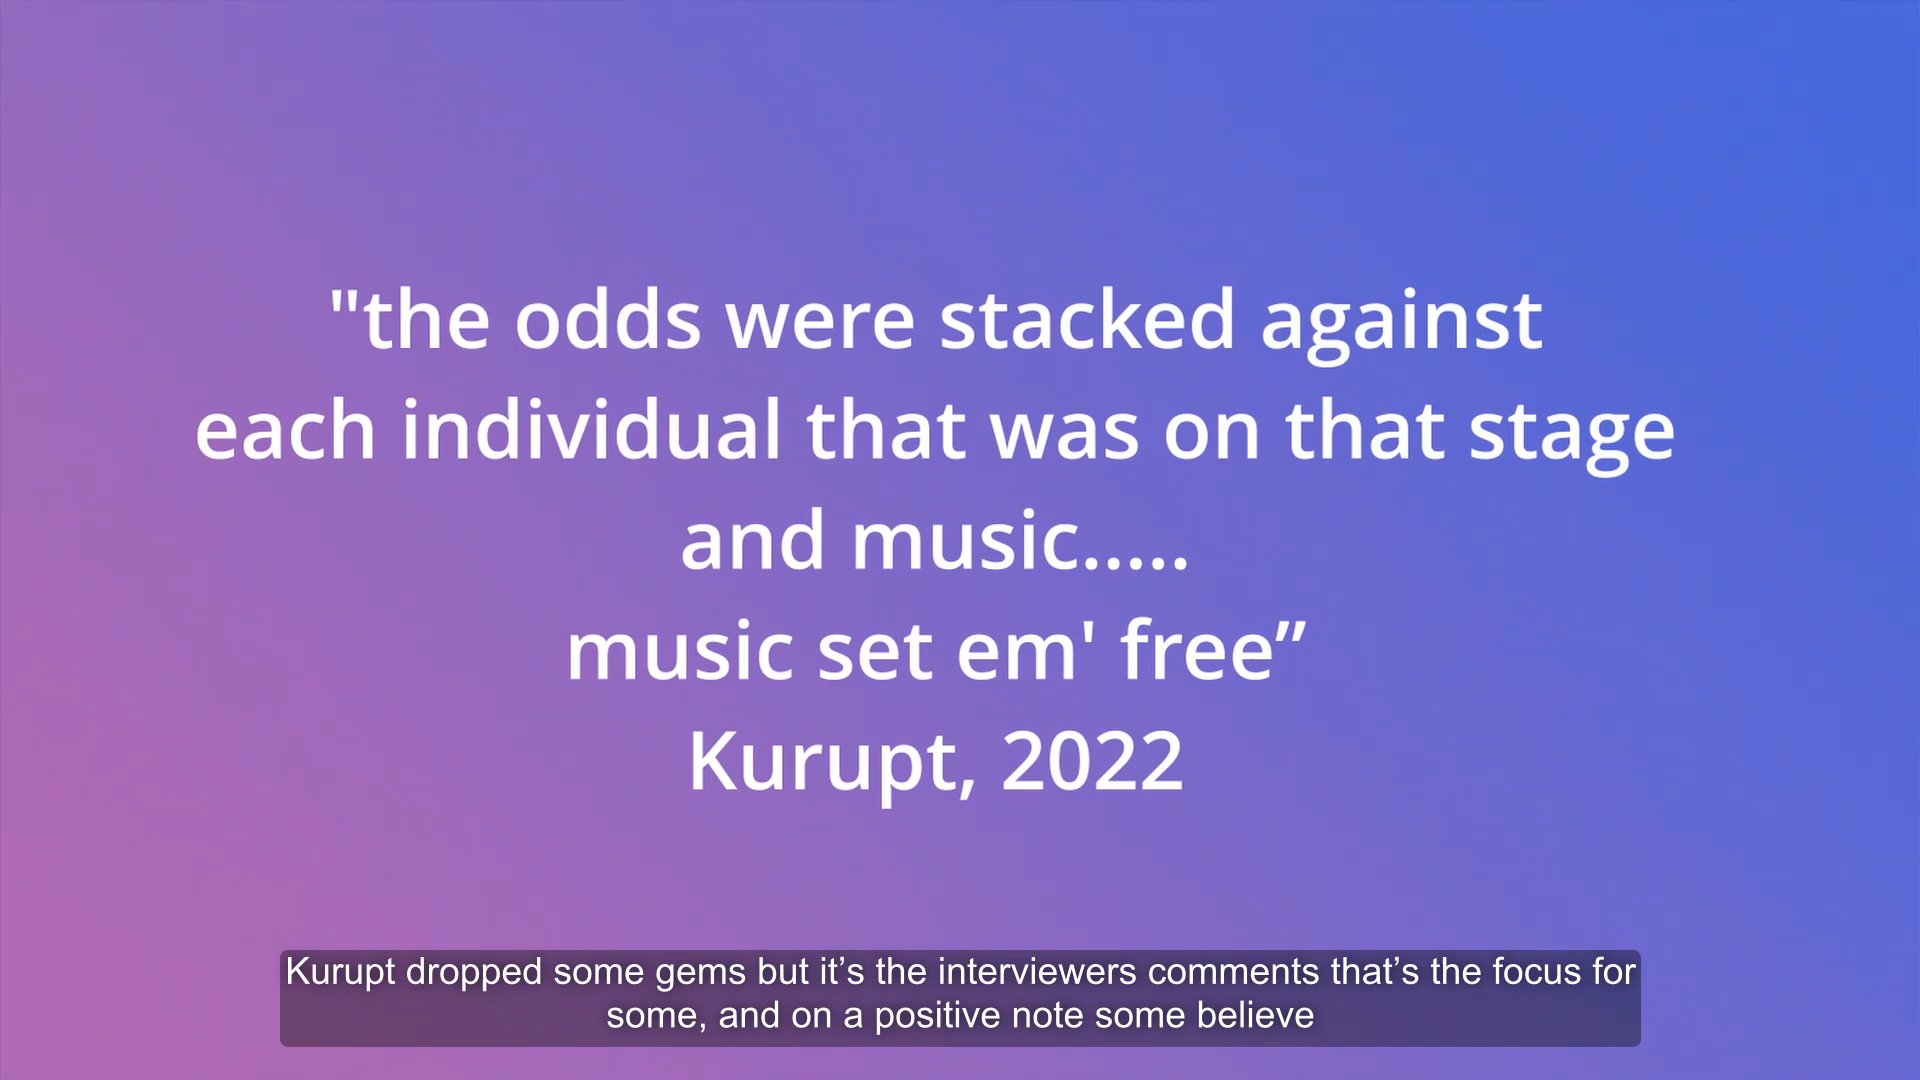 "the odds were stacked against
each individual that was on that stage
and music.....
music set em' free”
Kurupt, 2022
Kurupt dropped some gems but it’s the interviewers comments that’s the focus for
some, and on a positive note some believe